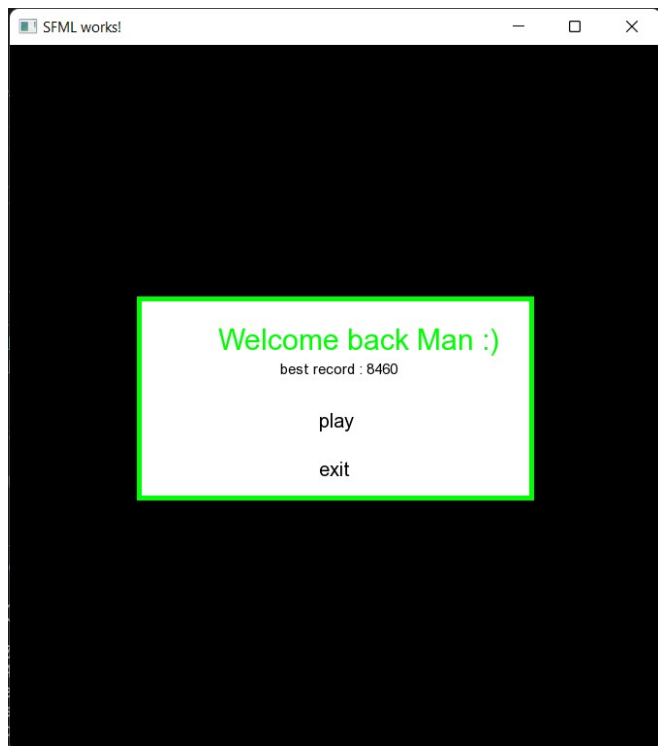 SFML works!
Welcome back Man :)
best record : 8460
play
exit